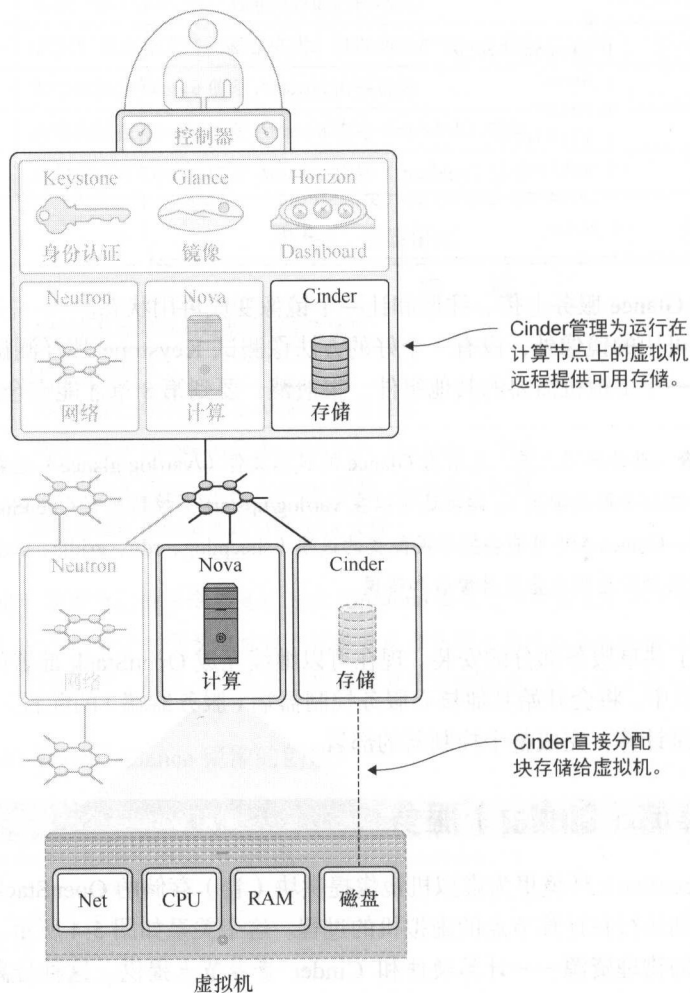 控制器
Keystone
Glance
Horizon
身份认证
镜像
Dashboard
Neutron
Nova
Cinder
网络
计算
存储
Cinder管理为运行在
计算节点上的虚拟机
远程提供可用存储。
Neutron
Nova
Cinder
网络
计算
存储
Cinder直接分配
块存储给虚拟机。
Net
CPU
RAM
磁盘
虚拟机